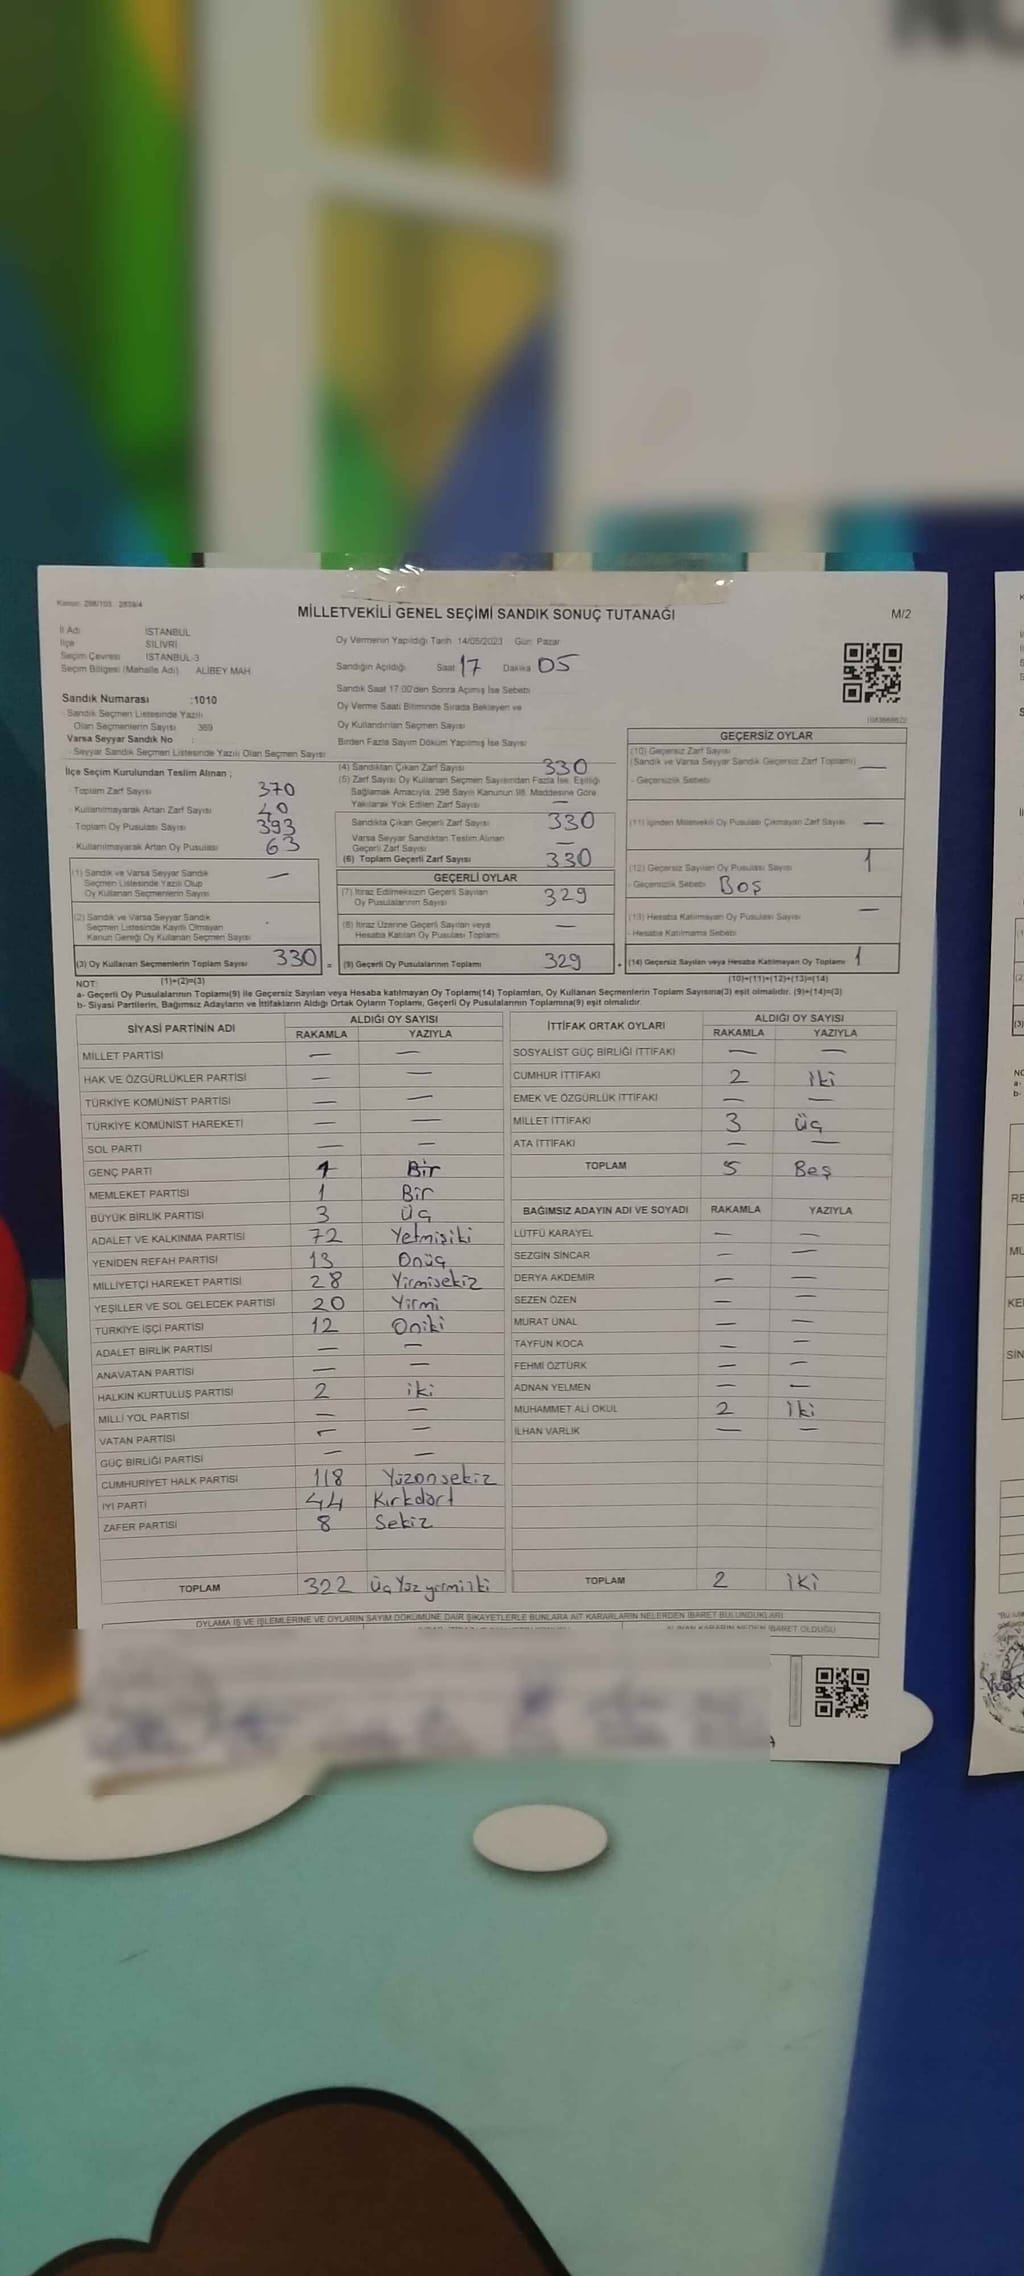 Kanun: 298/103 2839/4
MİLLETVEKİLİ GENEL SEÇİMİ SANDIK SONUÇ TUTANAĞI
M/2
İl Adı İSTANBUL
İlçe SİLİVRİ
Seçim Çevresi İSTANBUL-3
Seçim Bölgesi (Mahalle Adı) ALİBEY MAH
Oy Vermenin Yapıldığı Tarih 14/05/2023 Gün: Pazar
Sandığın Açıldığı Saat 17 Dakika 05
Sandık Saat 17:00'den Sonra Açılmış İse Sebebi
Oy Verme Saati Bitiminde Sırada Bekleyen ve
Oy Kullandırılan Seçmen Sayısı
Birden Fazla Sayım Döküm Yapılmış İse Sayısı
Sandık Numarası :1010
- Sandık Seçmen Listesinde Yazılı
Olan Seçmenlerin Sayısı 369
Varsa Seyyar Sandık No :
- Seyyar Sandık Seçmen Listesinde Yazılı Olan Seçmen Sayısı
İlçe Seçim Kurulundan Teslim Alınan ;
- Toplam Zarf Sayısı 370
- Kullanılmayarak Artan Zarf Sayısı 40
- Toplam Oy Pusulası Sayısı 393
- Kullanılmayarak Artan Oy Pusulası 63
(1) Sandık ve Varsa Seyyar Sandık
Seçmen Listesinde Yazılı Olup
Oy Kullanan Seçmenlerin Sayısı —
(2) Sandık ve Varsa Seyyar Sandık
Seçmen Listesinde Kayıtlı Olmayan
Kanun Gereği Oy Kullanan Seçmen Sayısı
(3) Oy Kullanan Seçmenlerin Toplam Sayısı 330 =
(4) Sandıktan Çıkan Zarf Sayısı 330
(5) Zarf Sayısı Oy Kullanan Seçmen Sayısından Fazla İse, Eşitliği
Sağlamak Amacıyla, 298 Sayılı Kanunun 98. Maddesine Göre
Yakılarak Yok Edilen Zarf Sayısı —
Sandıkta Çıkan Geçerli Zarf Sayısı 330
Varsa Seyyar Sandıktan Teslim Alınan
Geçerli Zarf Sayısı —
(6) Toplam Geçerli Zarf Sayısı 330
GEÇERLİ OYLAR
(7) İtiraz Edilmeksizin Geçerli Sayılan
Oy Pusulalarının Sayısı 329
(8) İtiraz Üzerine Geçerli Sayılan veya
Hesaba Katılan Oy Pusulası Toplamı —
(9) Geçerli Oy Pusulalarının Toplamı 329 +
GEÇERSİZ OYLAR
(10) Geçersiz Zarf Sayısı
(Sandık ve Varsa Seyyar Sandık Geçersiz Zarf Toplamı) —
- Geçersizlik Sebebi
(11) İçinden Milletvekili Oy Pusulası Çıkmayan Zarf Sayısı —
(12) Geçersiz Sayılan Oy Pusulası Sayısı 1
- Geçersizlik Sebebi Boş
(13) Hesaba Katılmayan Oy Pusulası Sayısı —
- Hesaba Katılmama Sebebi
(14) Geçersiz Sayılan veya Hesaba Katılmayan Oy Toplamı 1
NOT: (1)+(2)=(3) (10)+(11)+(12)+(13)=(14)
a- Geçerli Oy Pusulalarının Toplamı(9) ile Geçersiz Sayılan veya Hesaba katılmayan Oy Toplamı(14) Toplamları, Oy Kullanan Seçmenlerin Toplam Sayısına(3) eşit olmalıdır. (9)+(14)=(3)
b- Siyasi Partilerin, Bağımsız Adayların ve İttifakların Aldığı Ortak Oyların Toplamı, Geçerli Oy Pusulalarının Toplamına(9) eşit olmalıdır.
SİYASİ PARTİNİN ADI ALDIĞI OY SAYISI
RAKAMLA YAZIYLA
MİLLET PARTİSİ — —
HAK VE ÖZGÜRLÜKLER PARTİSİ — —
TÜRKİYE KOMÜNİST PARTİSİ — —
TÜRKİYE KOMÜNİST HAREKETİ — —
SOL PARTİ — —
GENÇ PARTİ 1 Bir
MEMLEKET PARTİSİ 1 Bir
BÜYÜK BİRLİK PARTİSİ 3 Üç
ADALET VE KALKINMA PARTİSİ 72 Yetmişiki
YENİDEN REFAH PARTİSİ 13 Onüç
MİLLİYETÇİ HAREKET PARTİSİ 28 Yirmisekiz
YEŞİLLER VE SOL GELECEK PARTİSİ 20 Yirmi
TÜRKİYE İŞÇİ PARTİSİ 12 Oniki
ADALET BİRLİK PARTİSİ — —
ANAVATAN PARTİSİ — —
HALKIN KURTULUŞ PARTİSİ 2 iki
MİLLİ YOL PARTİSİ — —
VATAN PARTİSİ — —
GÜÇ BİRLİĞİ PARTİSİ — —
CUMHURİYET HALK PARTİSİ 118 Yüzonsekiz
İYİ PARTİ 44 Kırkdört
ZAFER PARTİSİ 8 Sekiz
TOPLAM 322 Üç Yüz yirmi iki
İTTİFAK ORTAK OYLARI ALDIĞI OY SAYISI
RAKAMLA YAZIYLA
SOSYALİST GÜÇ BİRLİĞİ İTTİFAKI — —
CUMHUR İTTİFAKI 2 İki
EMEK VE ÖZGÜRLÜK İTTİFAKI — —
MİLLET İTTİFAKI 3 üç
ATA İTTİFAKI — —
TOPLAM 5 Beş
BAĞIMSIZ ADAYIN ADI VE SOYADI RAKAMLA YAZIYLA
LÜTFÜ KARAYEL — —
SEZGİN SİNCAR — —
DERYA AKDEMİR — —
SEZEN ÖZEN — —
MURAT ÜNAL — —
TAYFUN KOCA — —
FEHMİ ÖZTÜRK — —
ADNAN YELMEN — —
MUHAMMET ALİ OKUL 2 İki
İLHAN VARLIK — —
TOPLAM 2 İki
OYLAMA İŞ VE İŞLEMLERİNE VE OYLARIN SAYIM DÖKÜMÜNE DAİR ŞİKAYETLERLE BUNLARA AİT KARARLARIN NELERDEN İBARET BULUNDUKLARI
ALINAN KARARIN NEDEN İBARET OLDUĞU